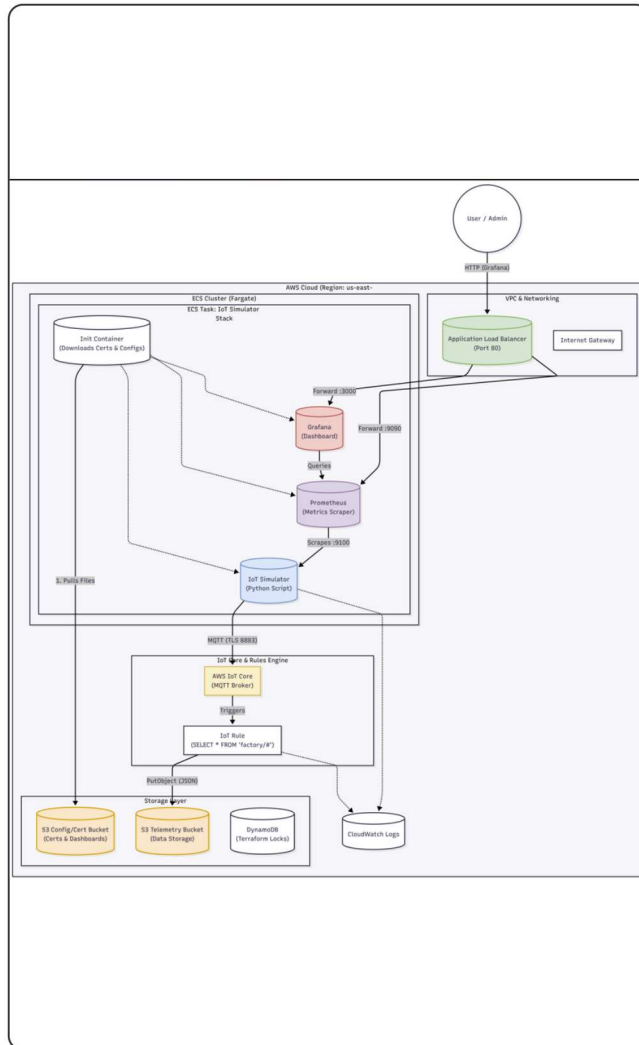 User / Admin
HTTP (Grafana)
AWS Cloud (Region: us-east-
ECS Cluster (Fargate)
VPC & Networking
ECS Task: IoT Simulator
Stack
Init Container
(Downloads Certs & Configs)
Application Load Balancer
(Port 80)
Internet Gateway
Forward :3000
Grafana
(Dashboard)
Forward :9090
Queries
Prometheus
(Metrics Scraper)
Scrapes :9100
1. Pulls Files
IoT Simulator
(Python Script)
MQTT (TLS 8883)
IoT Core & Rules Engine
AWS IoT Core
(MQTT Broker)
Triggers
IoT Rule
(SELECT * FROM 'factory/#')
PutObject (JSON)
Storage Layer
S3 Config/Cert Bucket
(Certs & Dashboards)
S3 Telemetry Bucket
(Data Storage)
DynamoDB
(Terraform Locks)
CloudWatch Logs